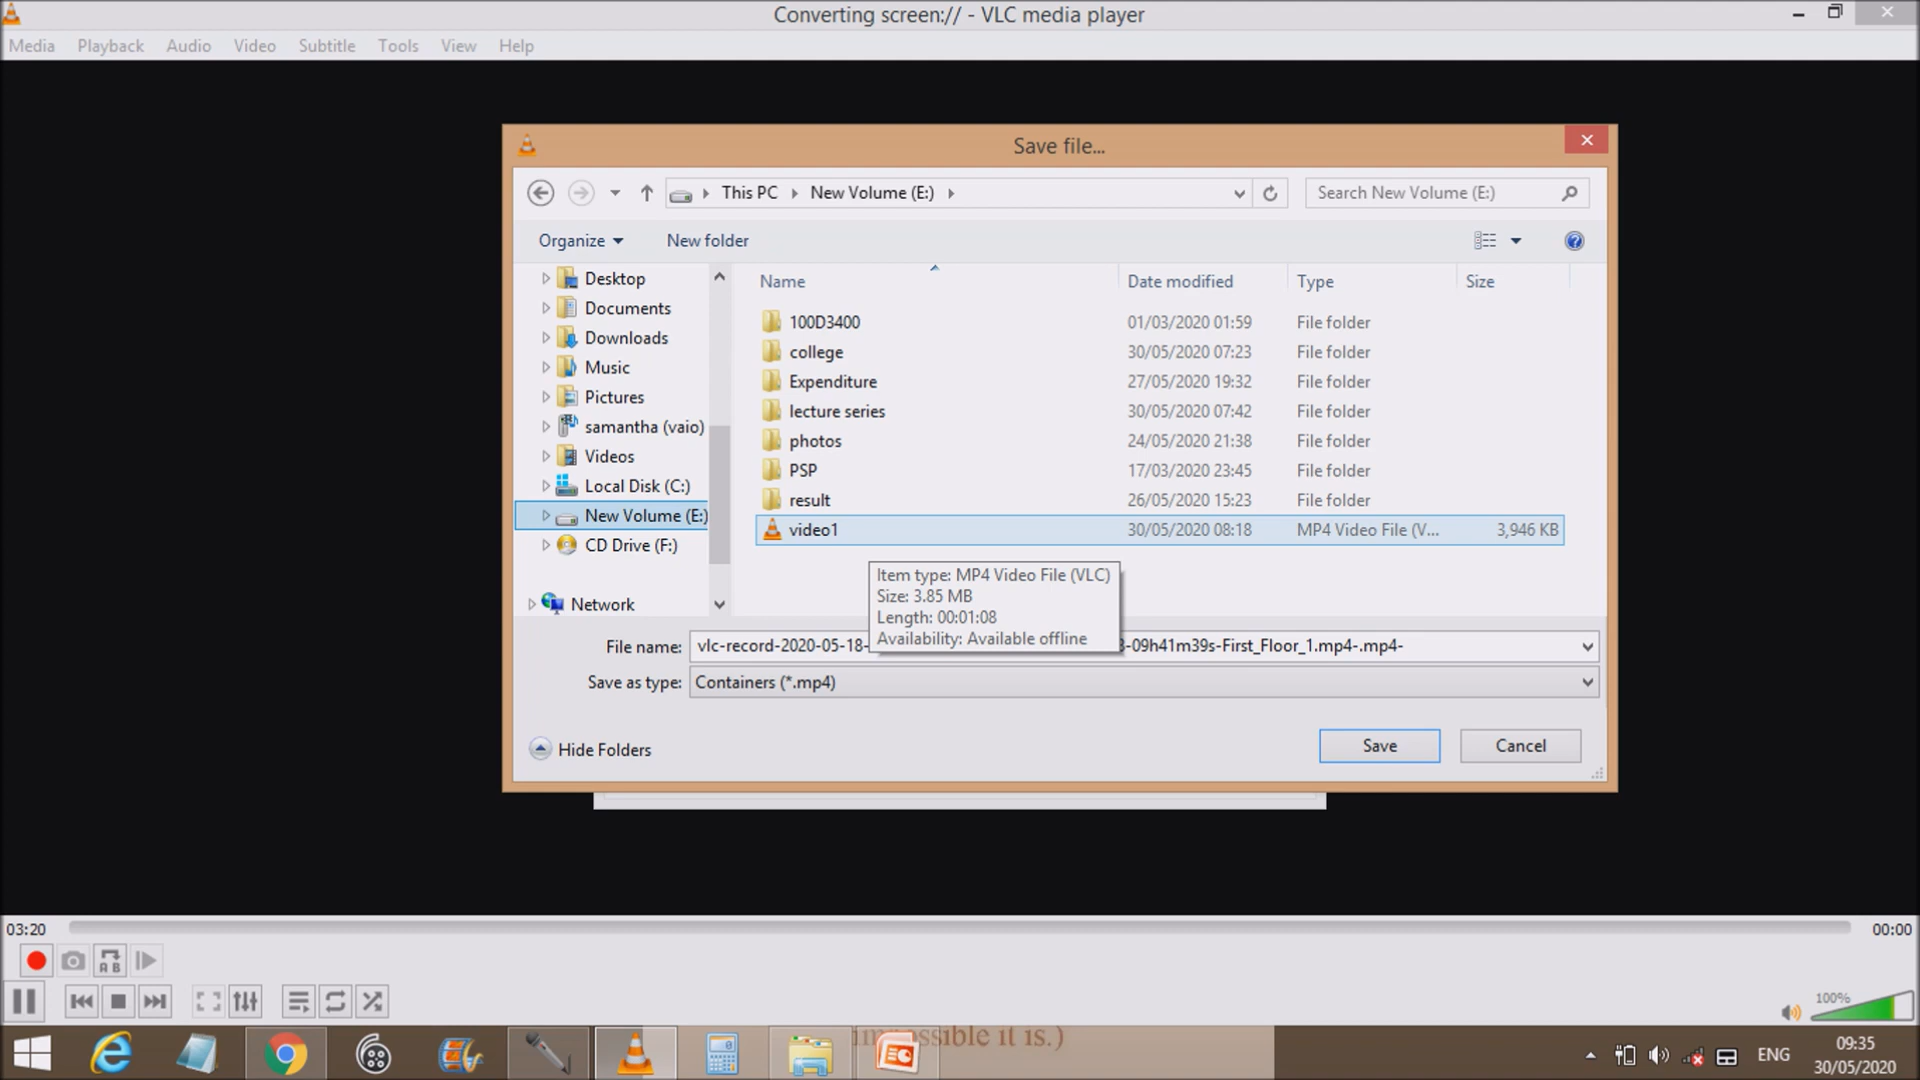 Converting screen:// - VLC media player
Media Playback Audio Video Subtitle Tools View Help
Save file...
This PC New Volume (E:)
Search New Volume (E:)
Organize New folder
Desktop
Documents
Downloads
Music
Pictures
samantha (vaio)
Videos
Local Disk (C:)
New Volume (E:)
CD Drive (F:)
Network
Name Date modified Type Size
100D3400 01/03/2020 01:59 File folder
college 30/05/2020 07:23 File folder
Expenditure 27/05/2020 19:32 File folder
lecture series 30/05/2020 07:42 File folder
photos 24/05/2020 21:38 File folder
PSP 17/03/2020 23:45 File folder
result 26/05/2020 15:23 File folder
video1 30/05/2020 08:18 MP4 Video File (V... 3,946 KB
Item type: MP4 Video File (VLC)
Size: 3.85 MB
Length: 00:01:08
Availability: Available offline
File name: vlc-record-2020-05-18- -09h41m39s-First_Floor_1.mp4-.mp4-
Save as type: Containers (*.mp4)
Hide Folders
Save Cancel
03:20 00:00
A B
100%
impossible it is.)
ENG
09:35
30/05/2020